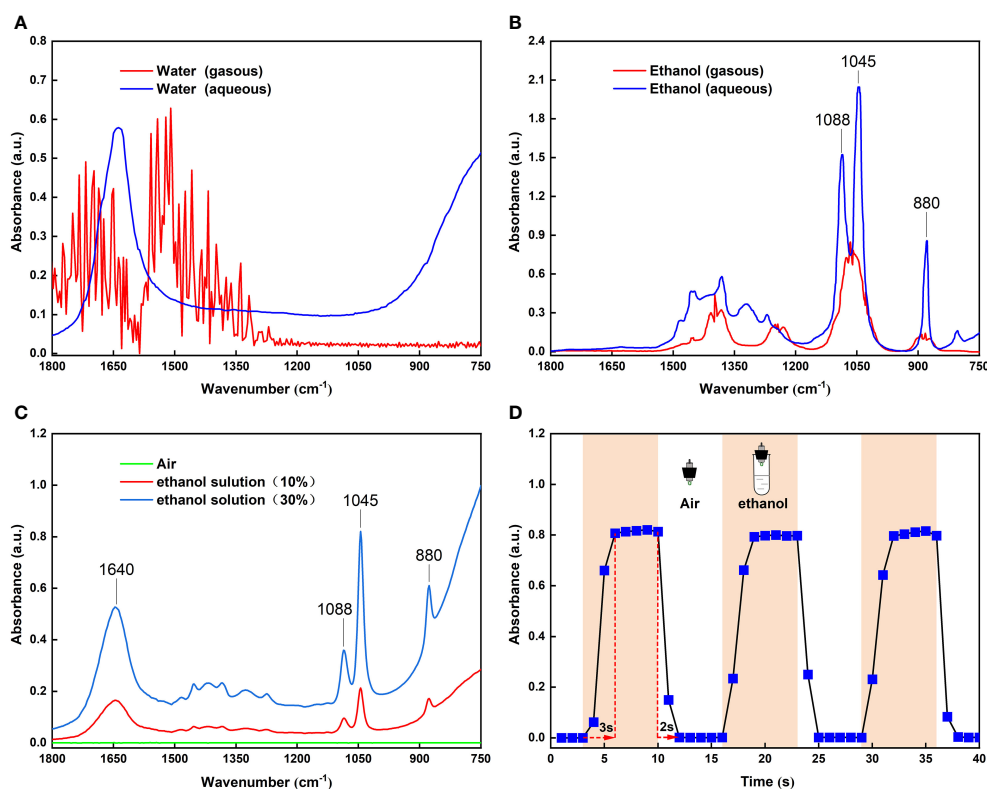 A
0.8
0.7
0.6
0.5
0.4
0.3
0.2
0.1
0.0
Absorbance (a.u.)
Water (gasous)
Water (aqueous)
1800 1650 1500 1350 1200 1050 900 750
Wavenumber (cm-1)
B
2.4
2.1
1.8
1.5
1.2
0.9
0.6
0.3
0.0
Absorbance (a.u.)
Ethanol (gasous)
Ethanol (aqueous)
1045
1088
880
1800 1650 1500 1350 1200 1050 900 750
Wavenumber (cm-1)
C
1.2
1.0
0.8
0.6
0.4
0.2
0.0
Absorbance (a.u.)
Air
ethanol sulution（10%）
ethanol sulution（30%）
1045
1640
1088
880
1800 1650 1500 1350 1200 1050 900 750
Wavenumber (cm-1)
D
1.2
1.0
0.8
0.6
0.4
0.2
0.0
Absorbance (a.u.)
Air
ethanol
3s
2s
0 5 10 15 20 25 30 35 40
Time (s)